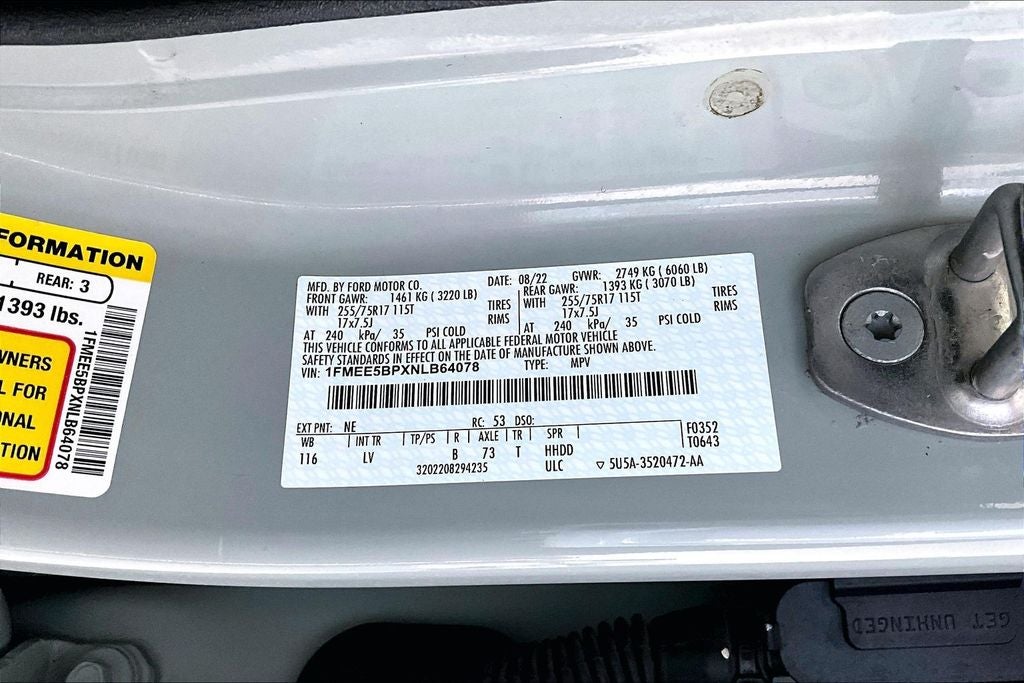 FORMATION
REAR: 3
1393 lbs.
WNERS
L FOR
ONAL
TION
1FMEE5BPXNLB64078
MFD. BY FORD MOTOR CO. DATE: 08/22 GVWR: 2749 KG ( 6060 LB)
FRONT GAWR: 1461 KG ( 3220 LB) REAR GAWR: 1393 KG ( 3070 LB)
WITH 255/75R17 115T TIRES WITH 255/75R17 115T TIRES
17x7.5J RIMS 17x7.5J RIMS
AT 240 kPa/ 35 PSI COLD AT 240 kPa/ 35 PSI COLD
THIS VEHICLE CONFORMS TO ALL APPLICABLE FEDERAL MOTOR VEHICLE
SAFETY STANDARDS IN EFFECT ON THE DATE OF MANUFACTURE SHOWN ABOVE.
VIN: 1FMEE5BPXNLB64078 TYPE: MPV
EXT PNT: NE RC: 53 DSO: F0352
WB INT TR TP/PS R AXLE TR SPR T0643
116 LV B 73 T HHDD
3202208294235 ULC ▽ 5U5A-3520472-AA
GET UNHINGED